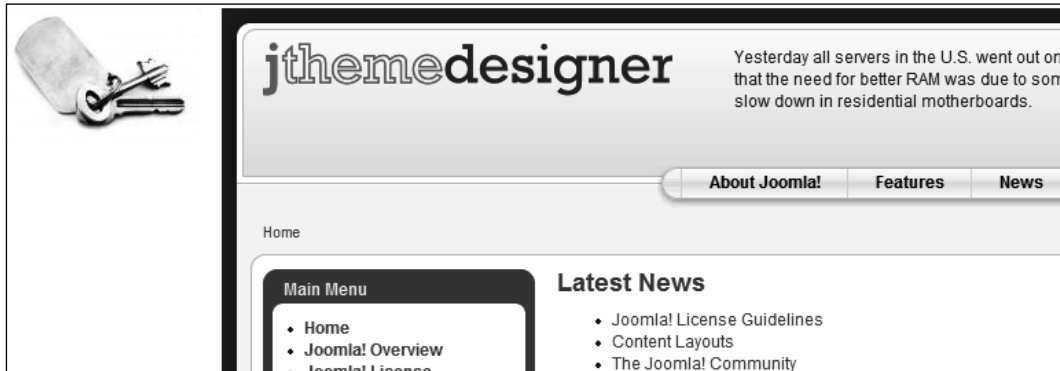 jthemedesigner
Yesterday all servers in the U.S. went out on
that the need for better RAM was due to som
slow down in residential motherboards.
About Joomla! Features News
Home
Main Menu
Home
Joomla! Overview
Joomla! License
Latest News
Joomla! License Guidelines
Content Layouts
The Joomla! Community